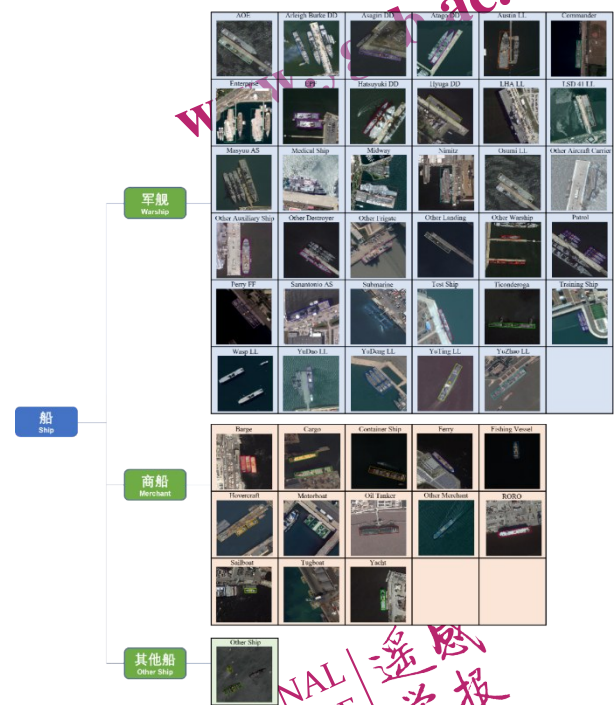 AOE Arleigh Burke DD Asagiri DD Atago DD Austin LL Commander
Enterprise EPF Hatsuyuki DD Hyuga DD LHA LL LSD 41 LL
Masyuu AS Medical Ship Midway Nimitz Osumi LL Other Aircraft Carrier
军舰
Warship
Other Auxiliary Ship Other Destroyer Other Frigate Other Landing Other Warship Patrol
Perry FF Sanantonio AS Submarine Test Ship Ticonderoga Training Ship
Wasp LL YuDao LL YuDeng LL YuTing LL YuZhao LL
船
Ship
Barge Cargo Container Ship Ferry Fishing Vessel
商船
Merchant
Hovercraft Motorboat Oil Tanker Other Merchant RORO
Sailboat Tugboat Yacht
其他船
Other Ship
Other Ship
NAL
遥感
学报